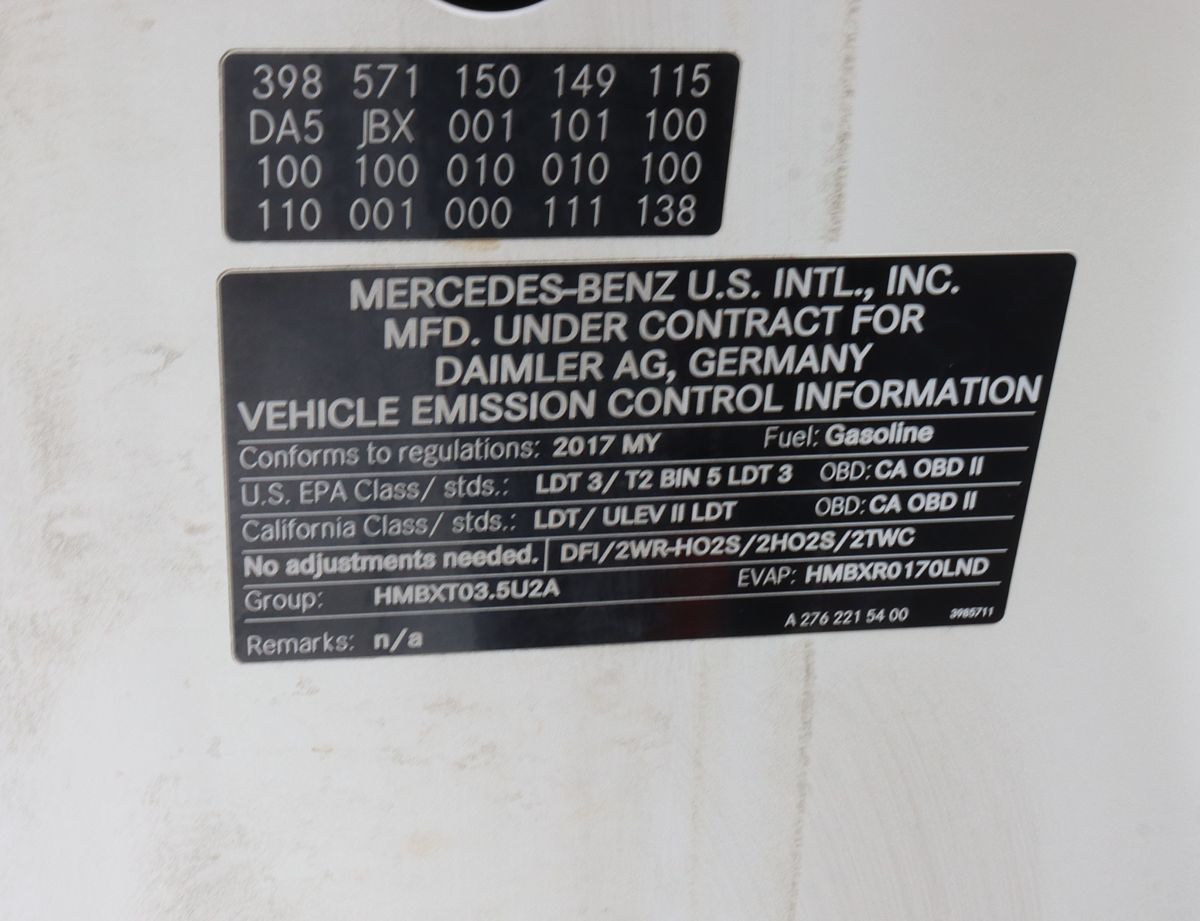 398 571 150 149 115
DA5 JBX 001 101 100
100 100 010 010 100
110 001 000 111 138
MERCEDES-BENZ U.S. INTL., INC.
MFD. UNDER CONTRACT FOR
DAIMLER AG, GERMANY
VEHICLE EMISSION CONTROL INFORMATION
Conforms to regulations: 2017 MY Fuel: Gasoline
U.S. EPA Class/ stds.: LDT 3/ T2 BIN 5 LDT 3 OBD: CA OBD II
California Class/ stds.: LDT/ ULEV II LDT OBD: CA OBD II
No adjustments needed. DFI/2WR-HO2S/2HO2S/2TWC
Group: HMBXT03.5U2A EVAP: HMBXR0170LND
Remarks: n/a A 276 221 54 00 3985711